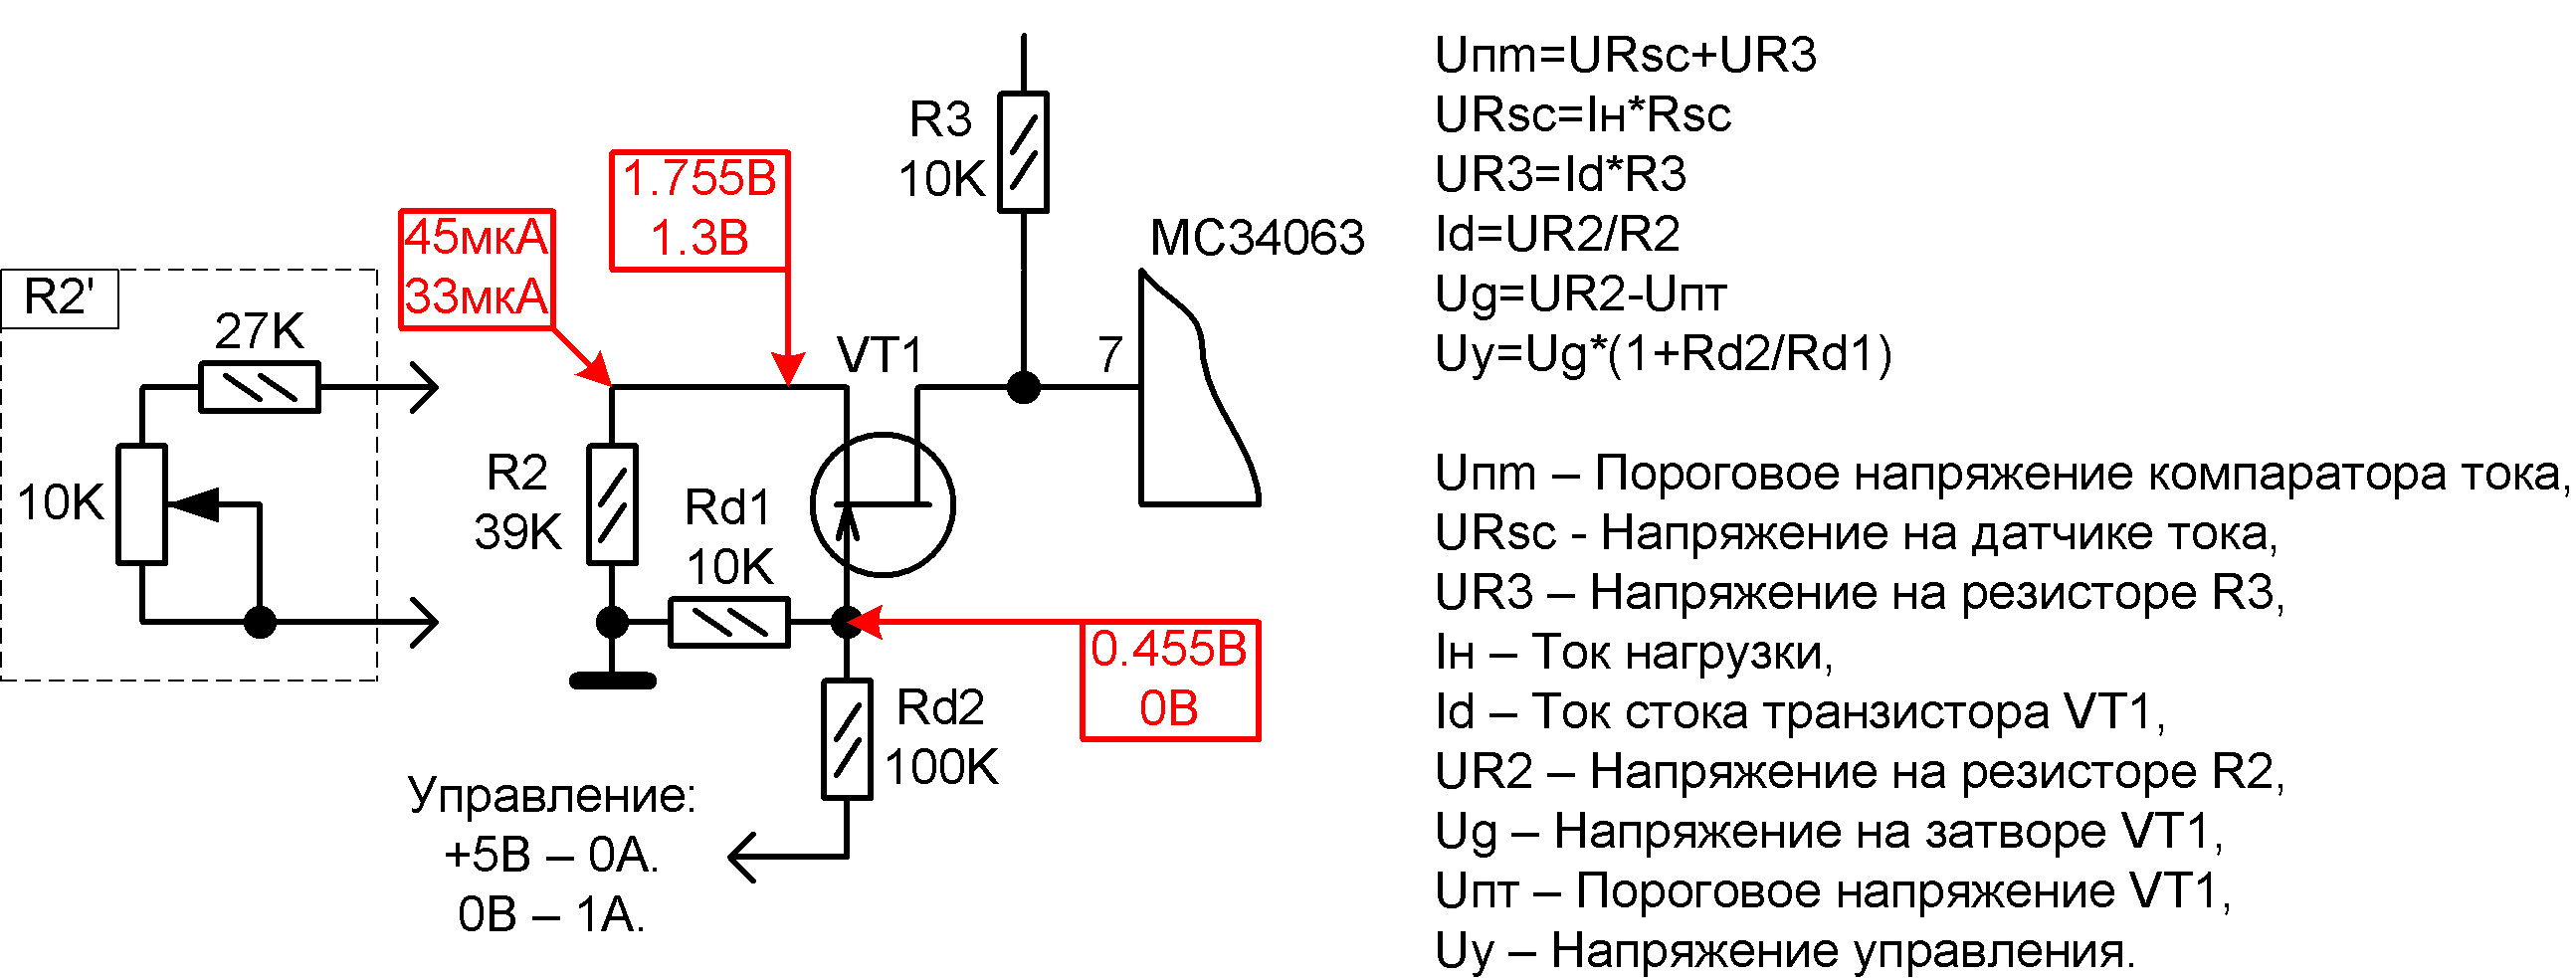 R2'
27K
10K
45мкА
33мкА
1.755В
1.3В
R3
10K
MC34063
VT1
7
R2
39K
Rd1
10K
0.455В
0В
Rd2
100K
Управление:
+5В – 0А.
0В – 1А.
Uпт=URsc+UR3
URsc=Iн*Rsc
UR3=Id*R3
Id=UR2/R2
Ug=UR2-Uпт
Uу=Ug*(1+Rd2/Rd1)
Uпт – Пороговое напряжение компаратора тока,
URsc - Напряжение на датчике тока,
UR3 – Напряжение на резисторе R3,
Iн – Ток нагрузки,
Id – Ток стока транзистора VT1,
UR2 – Напряжение на резисторе R2,
Ug – Напряжение на затворе VT1,
Uпт – Пороговое напряжение VT1,
Uу – Напряжение управления.